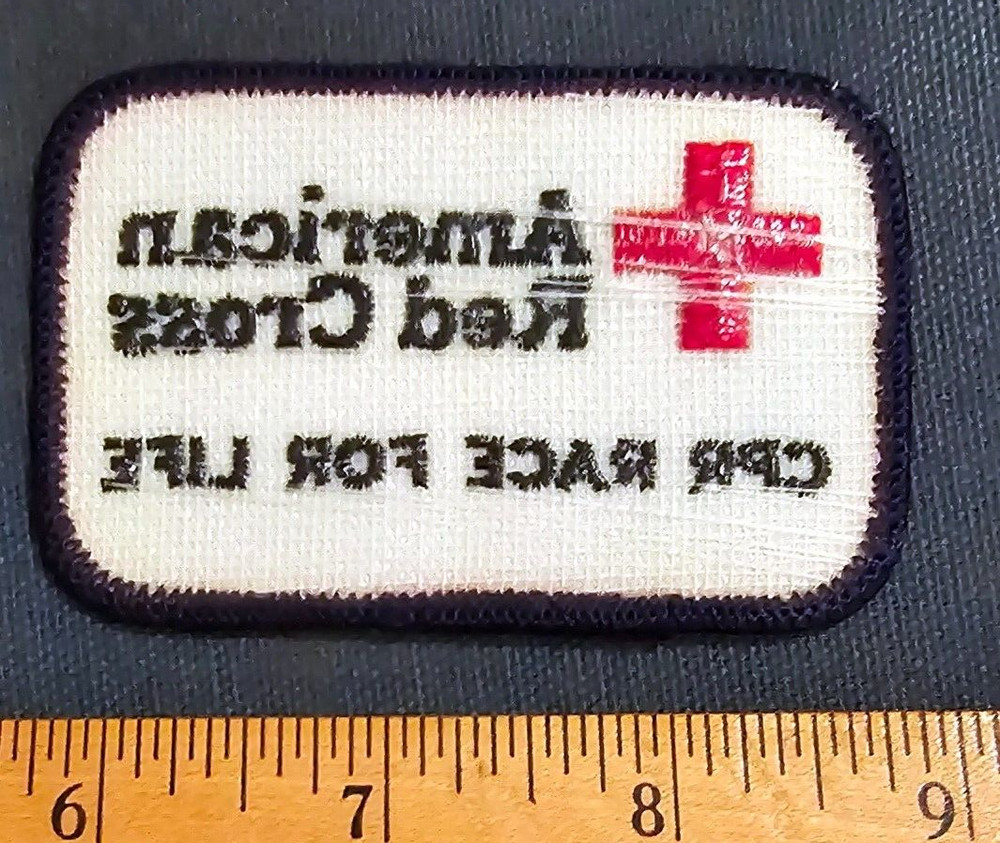 American
Red Cross
CPR RACE FOR LIFE
6 7 8 9